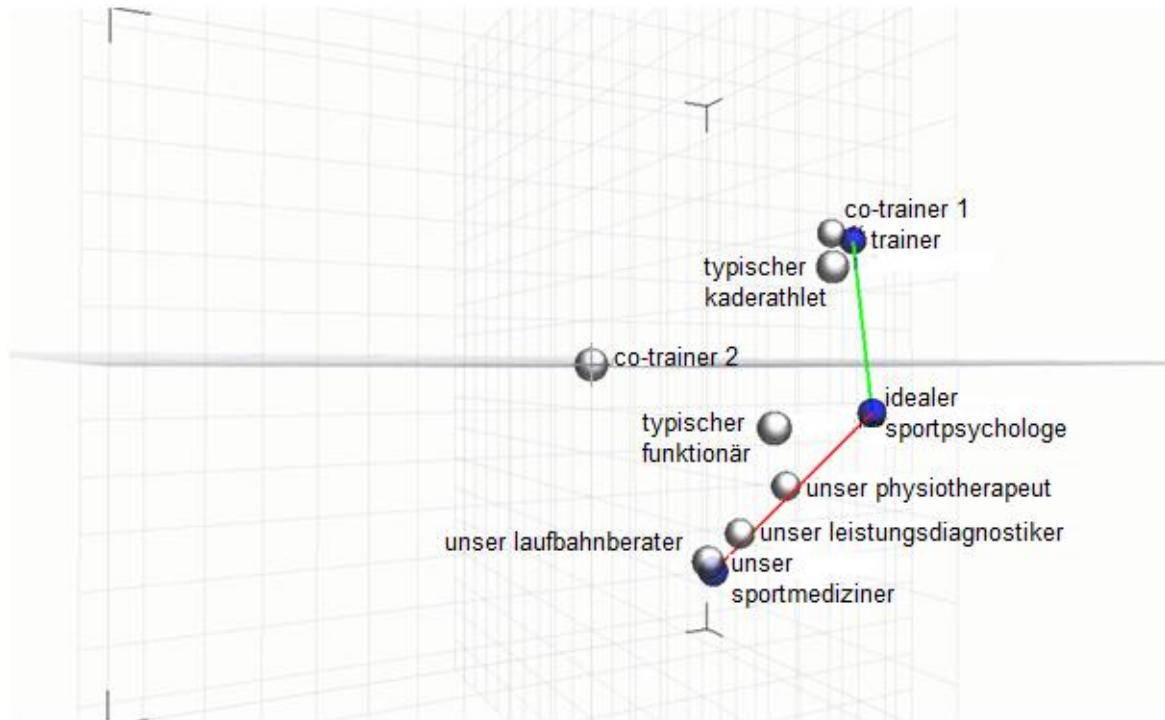 co-trainer 1
trainer
typischer
kaderathlet
co-trainer 2
idealer
sportpsychologe
typischer
funktionär
unser physiotherapeut
unser leistungsdiagnostiker
unser laufbahnberater
unser
sportmediziner